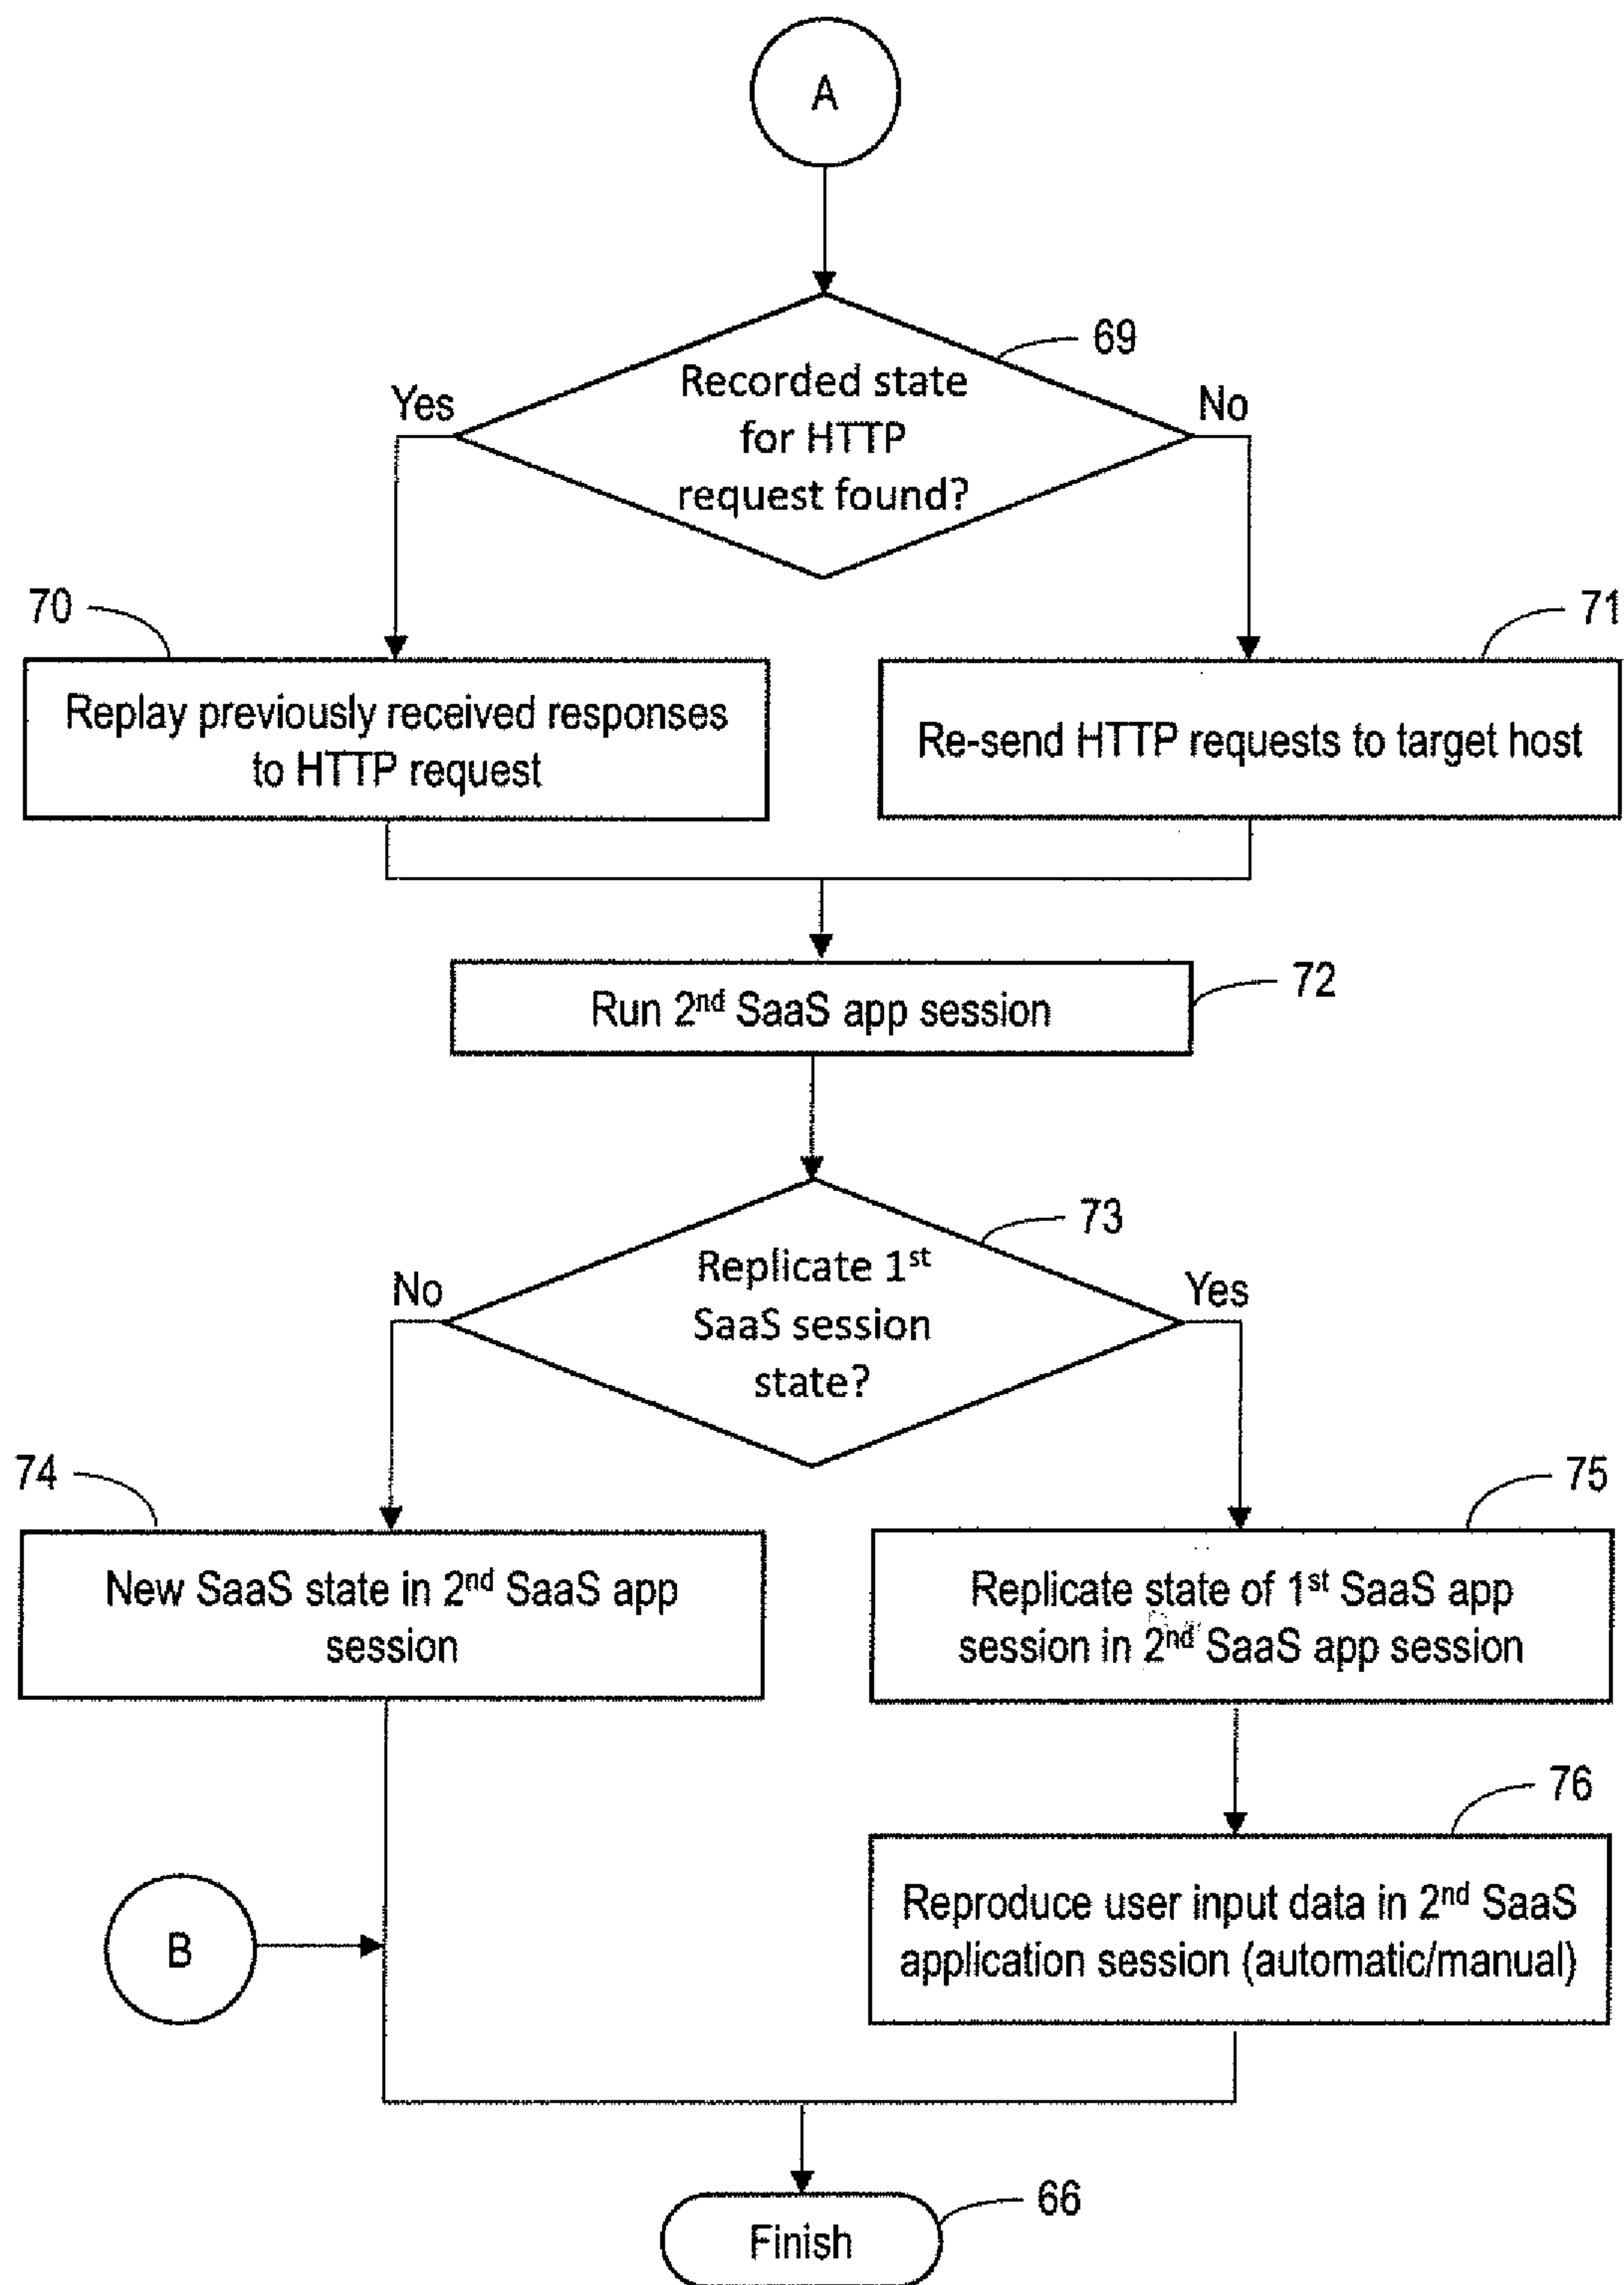 A
69
Recorded state
for HTTP
request found?
Yes
No
70
71
Replay previously received responses
to HTTP request
Re-send HTTP requests to target host
72
Run 2nd SaaS app session
73
Replicate 1st
SaaS session
state?
No
Yes
74
75
New SaaS state in 2nd SaaS app
session
Replicate state of 1st SaaS app
session in 2nd SaaS app session
76
Reproduce user input data in 2nd SaaS
application session (automatic/manual)
B
66
Finish